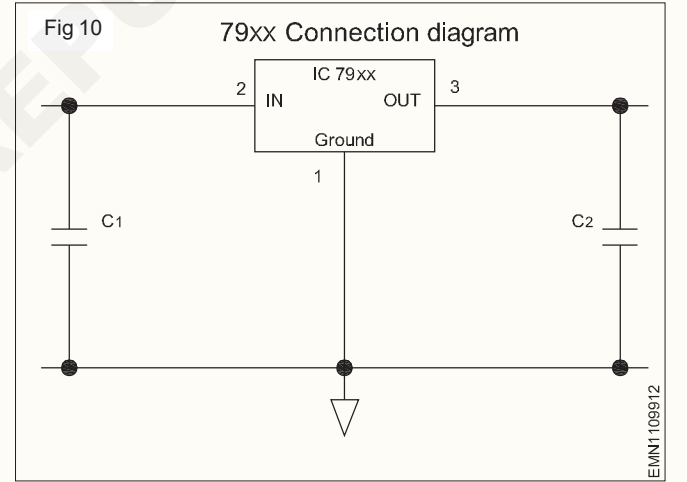 Fig 10
79xx Connection diagram
IC 79xx
2
IN
OUT
3
Ground
1
C1
C2
EMN1109912